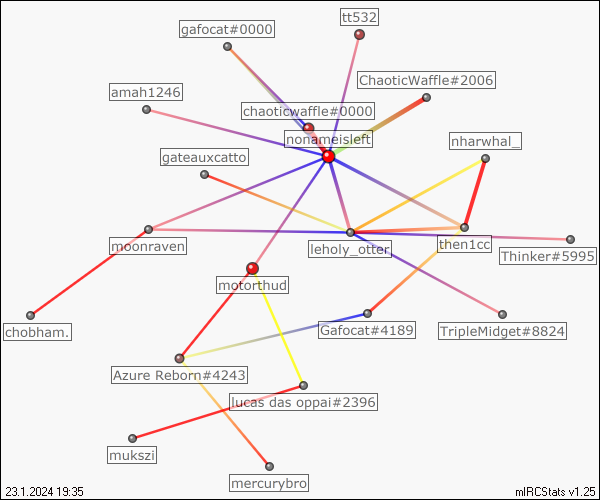 tt532
gafocat#0000
ChaoticWaffle#2006
amah1246
chaoticwaffle#0000
nonameisleft
nharwhal_
gateauxcatto
moonraven
leholy_otter
then1cc
Thinker#5995
motorthud
chobham.
Gafocat#4189
TripleMidget#8824
Azure Reborn#4243
lucas das oppai#2396
mukszi
mercurybro
23.1.2024 19:35
mIRCStats v1.25